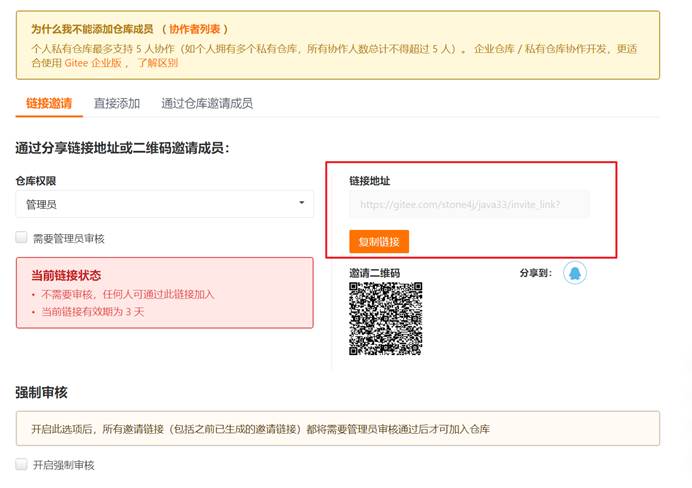 为什么我不能添加仓库成员 （ 协作者列表 ）
个人私有仓库最多支持 5 人协作（如个人拥有多个私有仓库，所有协作人数总计不得超过 5 人）。 企业仓库 / 私有仓库协作开发，更适
合使用 Gitee 企业版 ， 了解区别
链接邀请 直接添加 通过仓库邀请成员
通过分享链接地址或二维码邀请成员：
仓库权限
管理员
需要管理员审核
当前链接状态
• 不需要审核，任何人可通过此链接加入
• 当前链接有效期为 3 天
链接地址
https://gitee.com/stone4j/java33/invite_link?
复制链接
邀请二维码 分享到：
强制审核
开启此选项后，所有邀请链接（包括之前已生成的邀请链接）都将需要管理员审核通过后才可加入仓库
开启强制审核